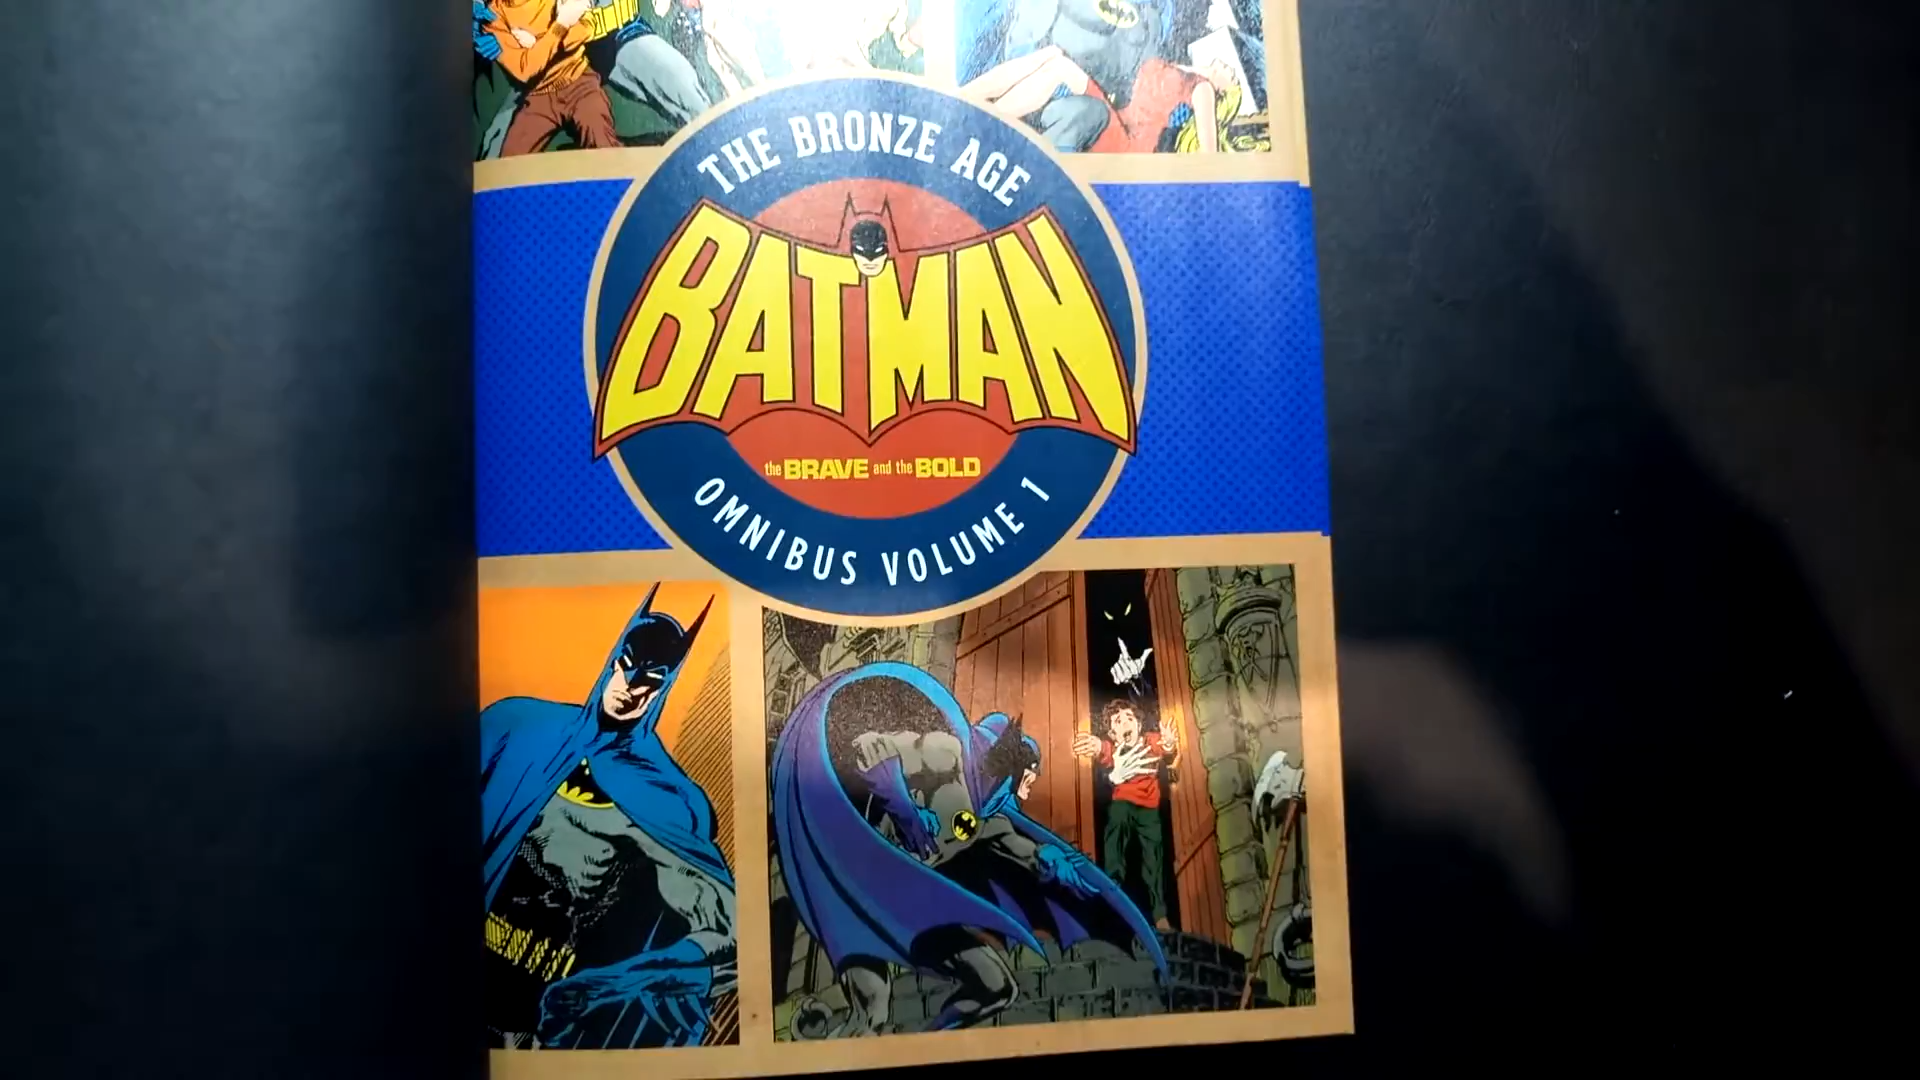 THE BRONZE AGE
BATMAN
the BRAVE and the BOLD
OMNIBUS VOLUME 1